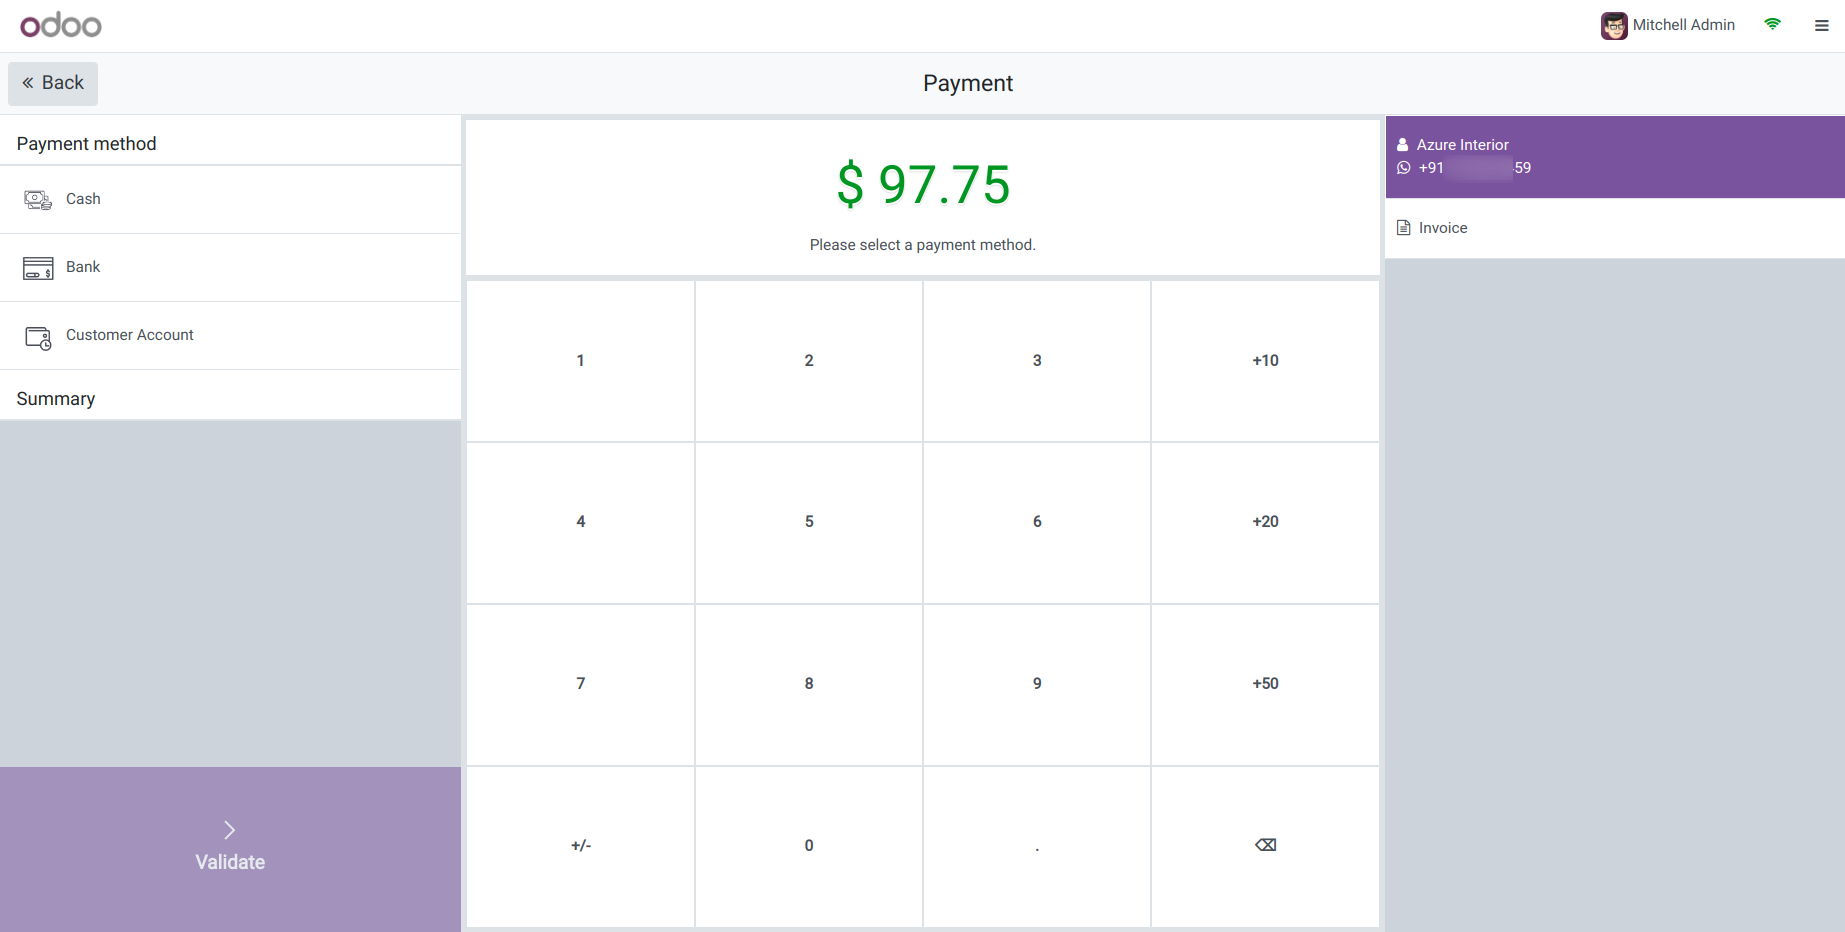 odoo
Mitchell Admin
Back
Payment
Payment method
Cash
Bank
Customer Account
Summary
Validate
$ 97.75
Please select a payment method.
1 2 3 +10
4 5 6 +20
7 8 9 +50
+/- 0 .
Azure Interior
+91 59
Invoice